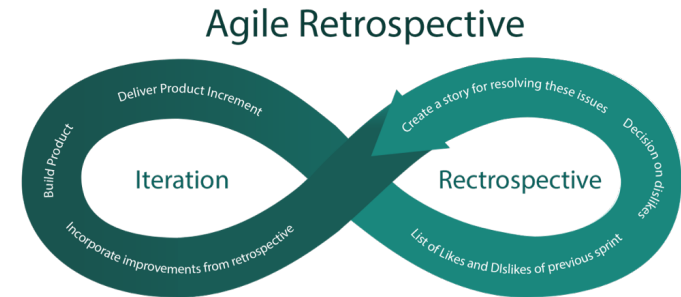 Agile Retrospective
Deliver Product Increment
Build Product
Iteration
Incorporate improvements from retrospective
Create a story for resolving these issues
Decision on dislikes
Rectrospective
List of Likes and DIslikes of previous sprint